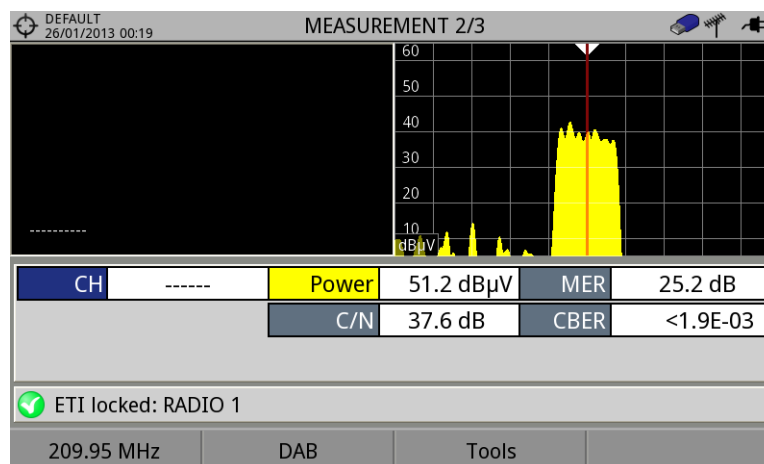 DEFAULT
26/01/2013 00:19
MEASUREMENT 2/3
60
50
40
30
20
10
dBµV
----------
CH ------ Power 51.2 dBµV MER 25.2 dB
C/N 37.6 dB CBER <1.9E-03
ETI locked: RADIO 1
209.95 MHz DAB Tools